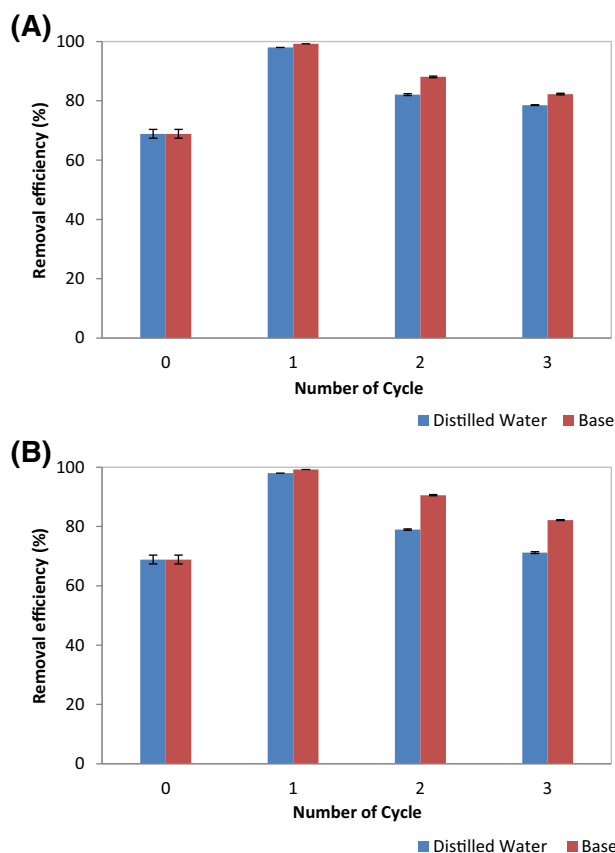 (A)
Removal efficiency (%)
100
80
60
40
20
0
0 1 2 3
Number of Cycle
Distilled Water Base
(B)
Removal efficiency (%)
100
80
60
40
20
0
0 1 2 3
Number of Cycle
Distilled Water Base